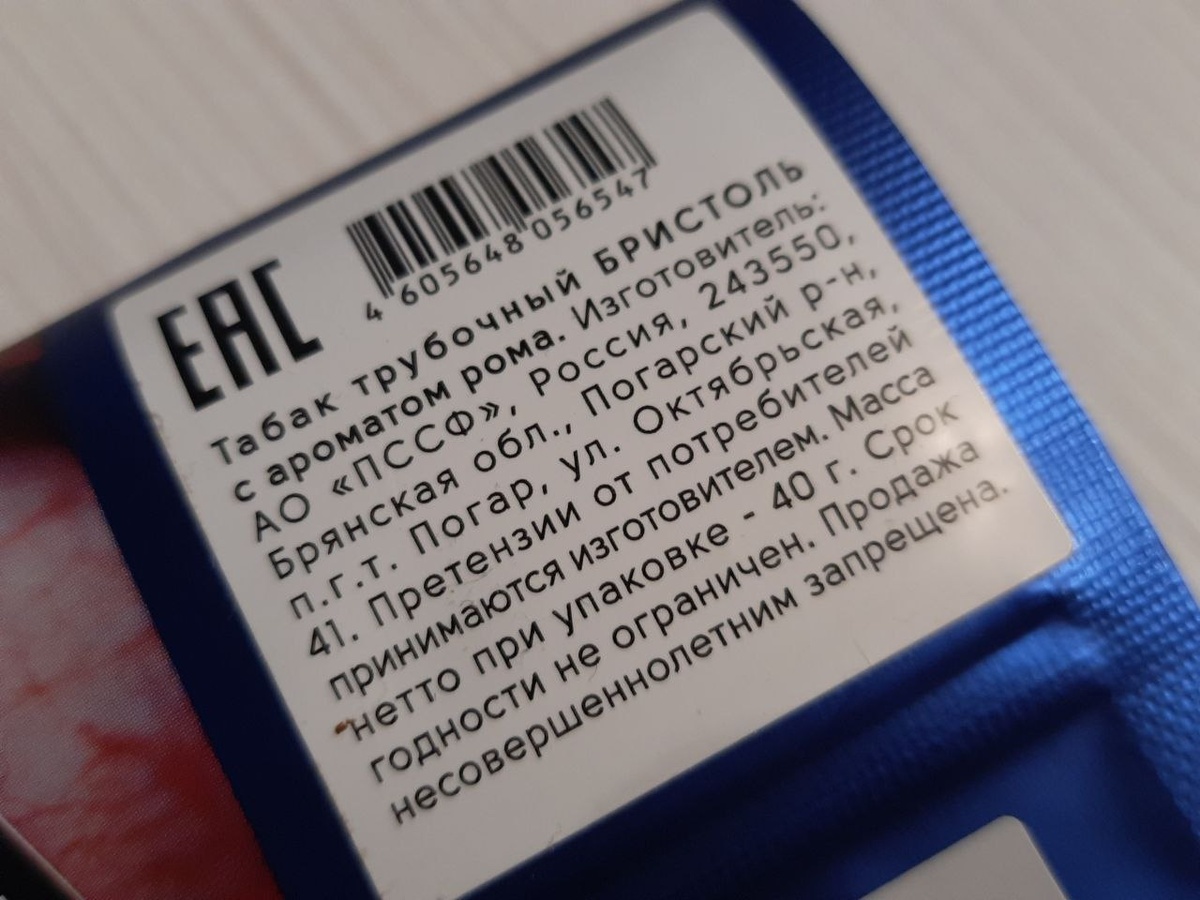 4 605648 056547
EAC
Табак трубочный БРИСТОЛЬ
с ароматом рома. Изготовитель:
АО «ПССФ», Россия, 243550,
Брянская обл., Погарский р-н,
п.г.т. Погар, ул. Октябрьская,
41. Претензии от потребителей
принимаются изготовителем. Масса
нетто при упаковке - 40 г. Срок
годности не ограничен. Продажа
несовершеннолетним запрещена.